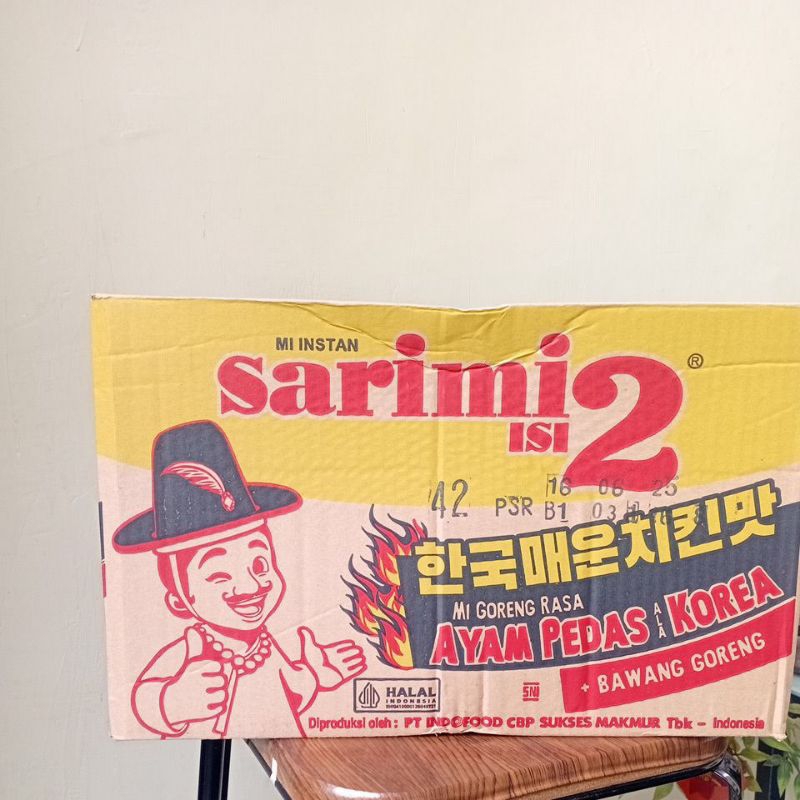 MI INSTAN
sarimi
ISI 2 ®
42 PSR 16 06 25
B1 03
한국매운치킨맛
MI GORENG RASA
AYAM PEDAS ALA KOREA
+ BAWANG GORENG
HALAL
INDONESIA
SNI
Diproduksi oleh : PT INDOFOOD CBP SUKSES MAKMUR Tbk - Indonesia